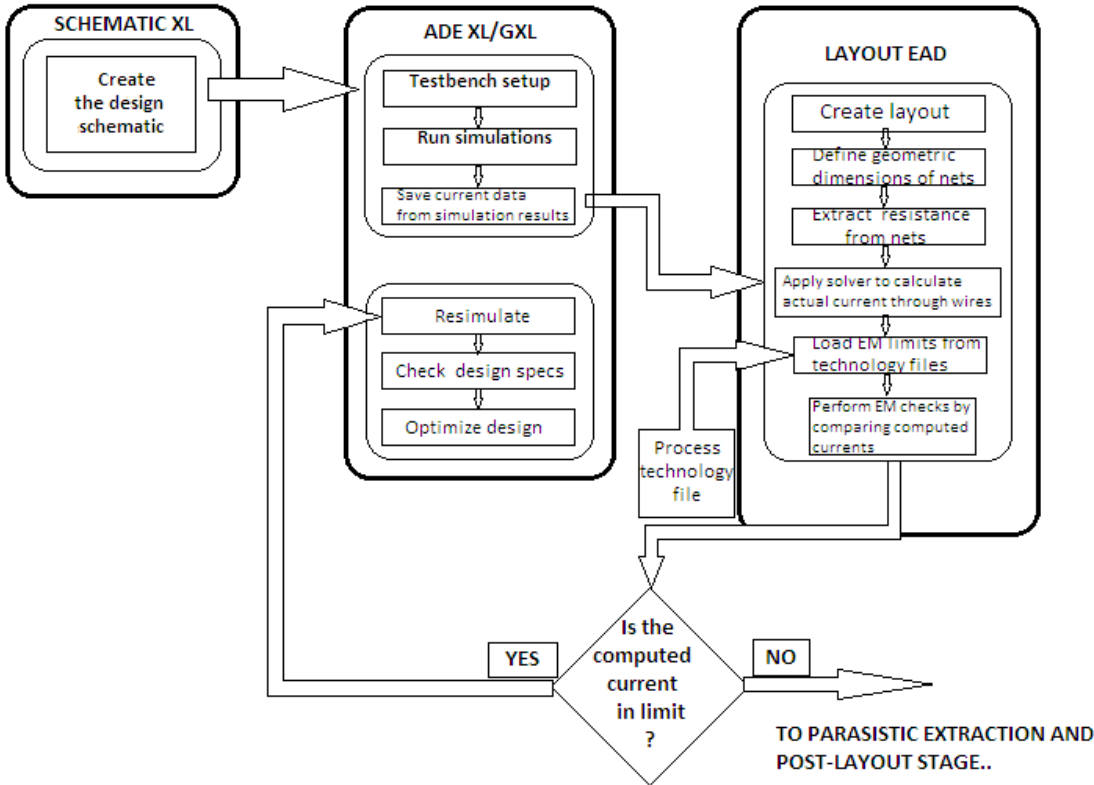 SCHEMATIC XL
Create
the design
schematic
ADE XL/GXL
Testbench setup
Run simulations
Save current data
from simulation results
Resimulate
Check design specs
Optimize design
LAYOUT EAD
Create layout
Define geometric
dimensions of nets
Extract resistance
from nets
Apply solver to calculate
actual current through wires
Load EM limits from
technology files
Perform EM checks by
comparing computed
currents
Process
technology
file
Is the
computed
current
in limit
?
YES
NO
TO PARASISTIC EXTRACTION AND
POST-LAYOUT STAGE..